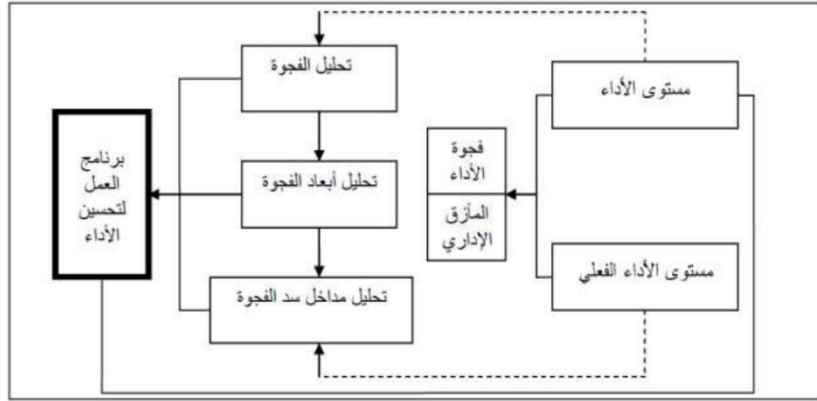 مستوى الأداء
مستوى الأداء الفعلي
فجوة
الأداء
المأزق
الإداري
تحليل الفجوة
تحليل أبعاد الفجوة
تحليل مداخل سد الفجوة
برنامج
العمل
لتحسين
الأداء